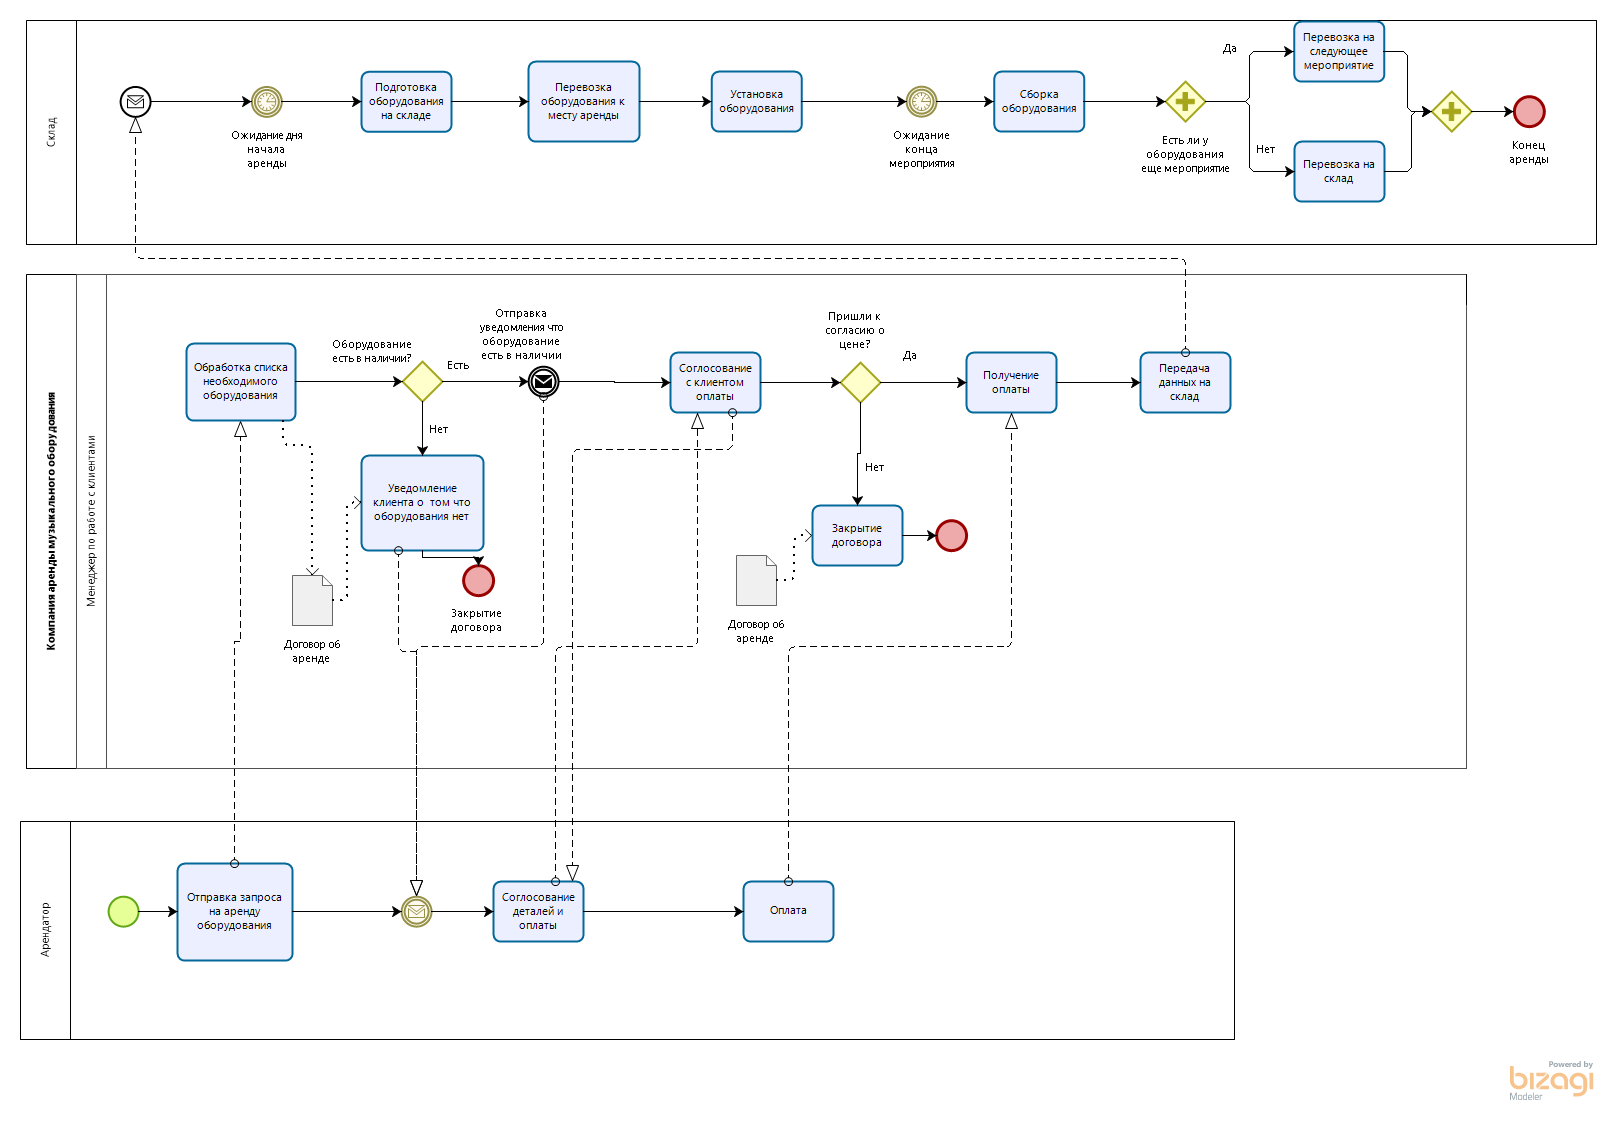 Склад
Ожидание дня
начала
аренды
Подготовка
оборудования
на складе
Перевозка
оборудования к
месту аренды
Установка
оборудования
Ожидание
конца
мероприятия
Сборка
оборудования
Есть ли у
оборудования
еще мероприятие
Да
Нет
Перевозка на
следующее
мероприятие
Перевозка на
склад
Конец
аренды
Компания аренды музыкального оборудования
Менеджер по работе с клиентами
Обработка списка
необходимого
оборудования
Оборудование
есть в наличии?
Есть
Нет
Отправка
уведомления что
оборудование
есть в наличии
Соглосование
с клиентом
оплаты
Пришли к
согласию о
цене?
Да
Нет
Получение
оплаты
Передача
данных на
склад
Уведомление
клиента о том что
оборудования нет
Закрытие
договора
Договор об
аренде
Закрытие
договора
Договор об
аренде
Арендатор
Отправка запроса
на аренду
оборудования
Соглосование
деталей и
оплаты
Оплата
Powered by
bizagi
Modeler